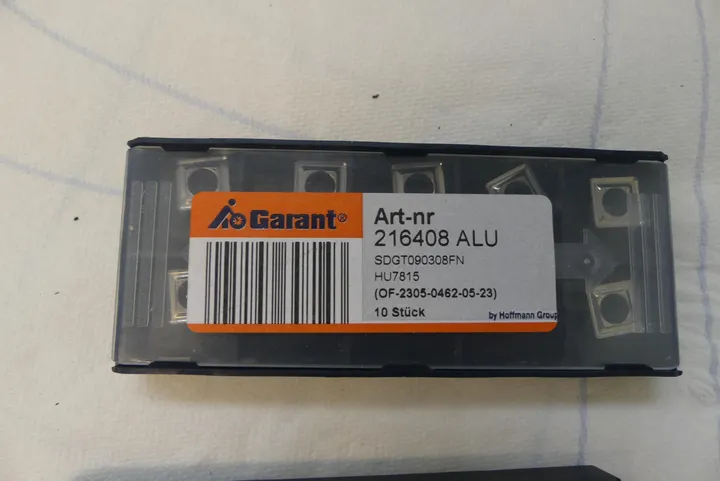 Garant®
Art-nr
216408 ALU
SDGT090308FN
HU7815
(OF-2305-0462-05-23)
10 Stück
by Hoffmann Group